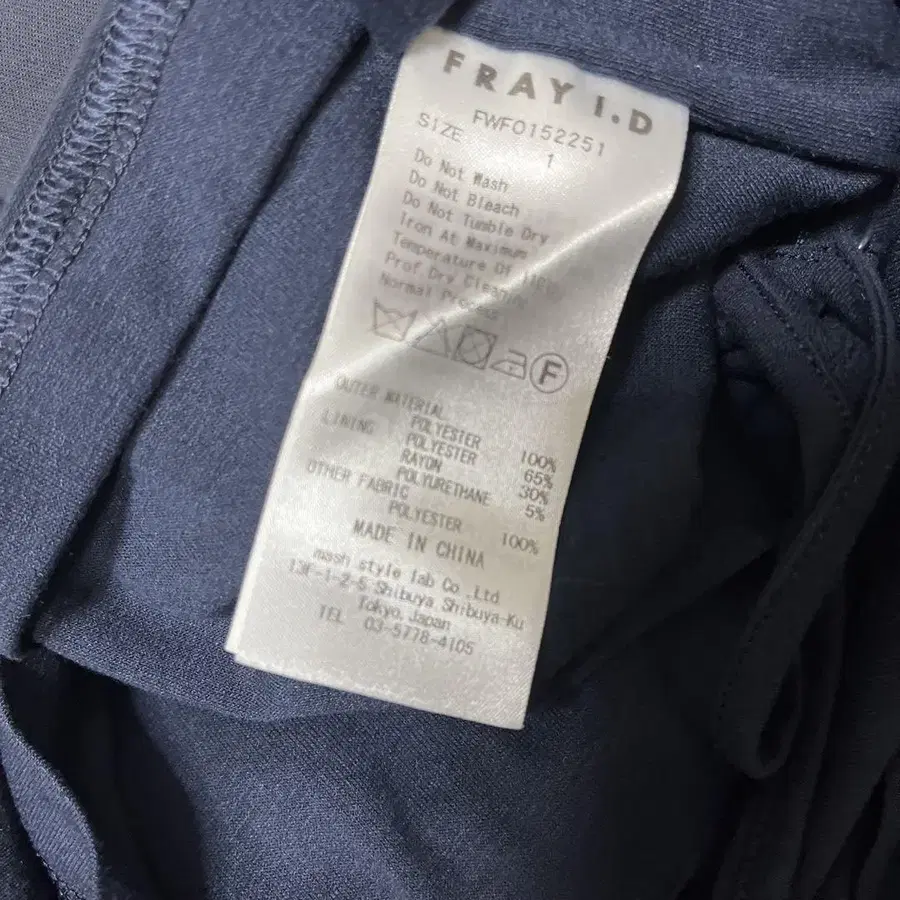 FRAY I.D
FWFO152251
SIZE 1
Do Not Wash
Do Not Bleach
Do Not Tumble Dry
Iron At Maximum
Temperature Of
Prof Dry Cleaning
Normal Process
F
OUTER MATERIAL
POLYESTER 100%
LINING POLYESTER 65%
RAYON 30%
POLYURETHANE 5%
OTHER FABRIC
POLYESTER 100%
MADE IN CHINA
mash style lab Co.,Ltd
13F-1-2-5 Shibuya Shibuya-Ku
Tokyo, Japan
TEL 03-5778-4105